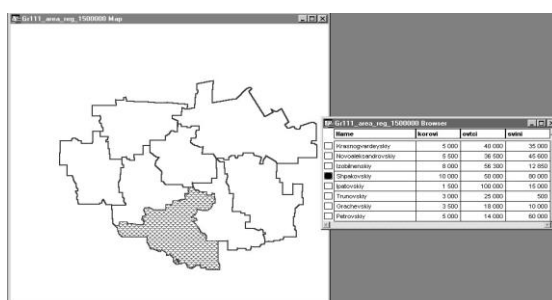 Gr111_area_reg_1500000 Map
Gr111_area_reg_1500000 Browser
Name korovi ovtsi svini
Krasnogvardeyskiy 5 000 40 000 35 000
Novoaleksandrovskiy 5 500 36 500 45 600
Izobilnenskiy 8 000 56 300 12 850
Shpakovskiy 10 000 50 000 80 000
Ipatovskiy 1 500 100 000 15 000
Trunovskiy 3 000 25 000 500
Grachevskiy 3 500 18 000 10 000
Petrovskiy 5 000 14 000 60 000